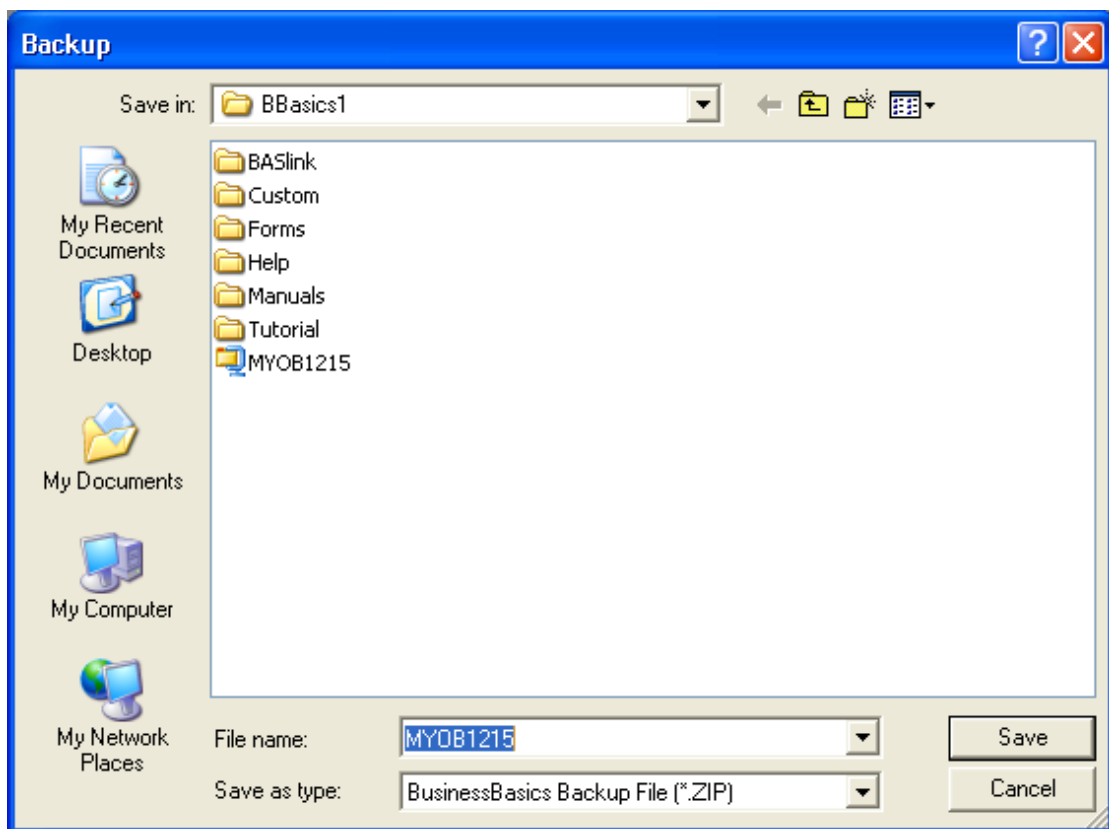 Backup
Save in: BBasics1
BASlink
Custom
Forms
Help
Manuals
Tutorial
MYOB1215
My Recent
Documents
Desktop
My Documents
My Computer
My Network
Places
File name: MYOB1215 Save
Save as type: BusinessBasics Backup File (*.ZIP) Cancel